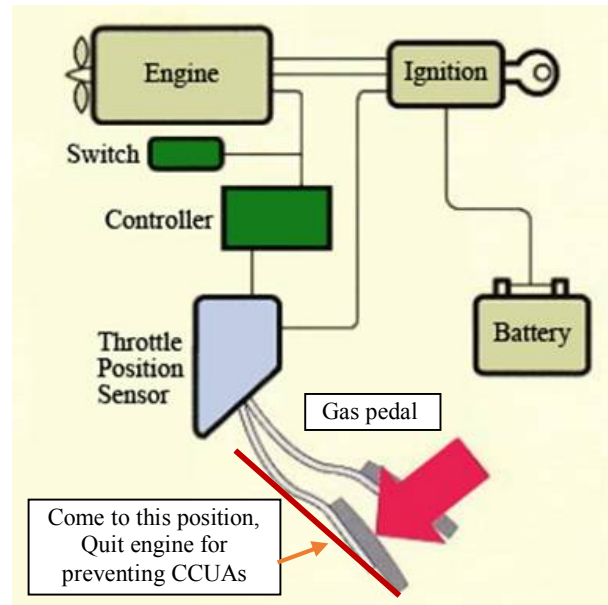 Engine
Ignition
Switch
Controller
Battery
Throttle
Position
Sensor
Gas pedal
Come to this position,
Quit engine for
preventing CCUAs